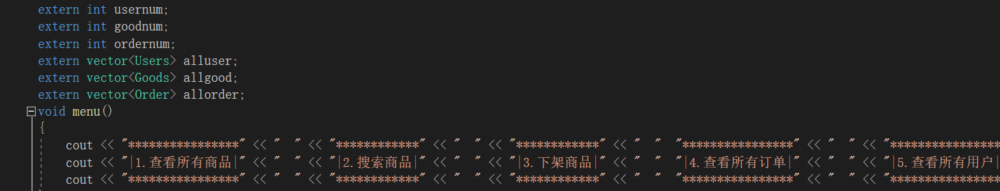 extern int usernum;
extern int goodnum;
extern int ordernum;
extern vector<Users> alluser;
extern vector<Goods> allgood;
extern vector<Order> allorder;
void menu()
{
cout << "****************" << "  " << "************" << "  " << "************" << "  "  "****************" << "  " << "****************
cout << "|1.查看所有商品|" << "  " << "|2.搜索商品|" << "  " << "|3.下架商品|" << "  "  "|4.查看所有订单|" << "  " << "|5.查看所有用户|
cout << "****************" << "  " << "************" << "  " << "************" << "  "  "****************" << "  " << "****************